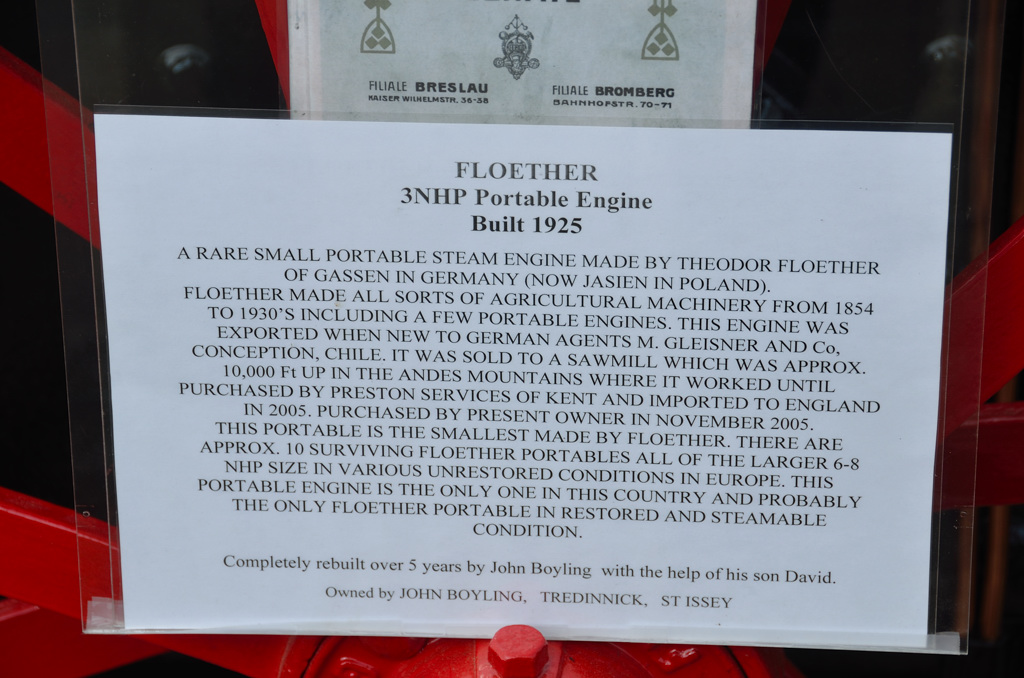 FILIALE BRESLAU
KAISER WILHELMSTR. 36-38
FILIALE BROMBERG
BAHNHOFSTR. 70-71
FLOETHER
3NHP Portable Engine
Built 1925
A RARE SMALL PORTABLE STEAM ENGINE MADE BY THEODOR FLOETHER
OF GASSEN IN GERMANY (NOW JASIEN IN POLAND).
FLOETHER MADE ALL SORTS OF AGRICULTURAL MACHINERY FROM 1854
TO 1930'S INCLUDING A FEW PORTABLE ENGINES. THIS ENGINE WAS
EXPORTED WHEN NEW TO GERMAN AGENTS M. GLEISNER AND Co,
CONCEPTION, CHILE. IT WAS SOLD TO A SAWMILL WHICH WAS APPROX.
10,000 Ft UP IN THE ANDES MOUNTAINS WHERE IT WORKED UNTIL
PURCHASED BY PRESTON SERVICES OF KENT AND IMPORTED TO ENGLAND
IN 2005. PURCHASED BY PRESENT OWNER IN NOVEMBER 2005.
THIS PORTABLE IS THE SMALLEST MADE BY FLOETHER. THERE ARE
APPROX. 10 SURVIVING FLOETHER PORTABLES ALL OF THE LARGER 6-8
NHP SIZE IN VARIOUS UNRESTORED CONDITIONS IN EUROPE. THIS
PORTABLE ENGINE IS THE ONLY ONE IN THIS COUNTRY AND PROBABLY
THE ONLY FLOETHER PORTABLE IN RESTORED AND STEAMABLE
CONDITION.
Completely rebuilt over 5 years by John Boyling with the help of his son David.
Owned by JOHN BOYLING, TREDINNICK, ST ISSEY